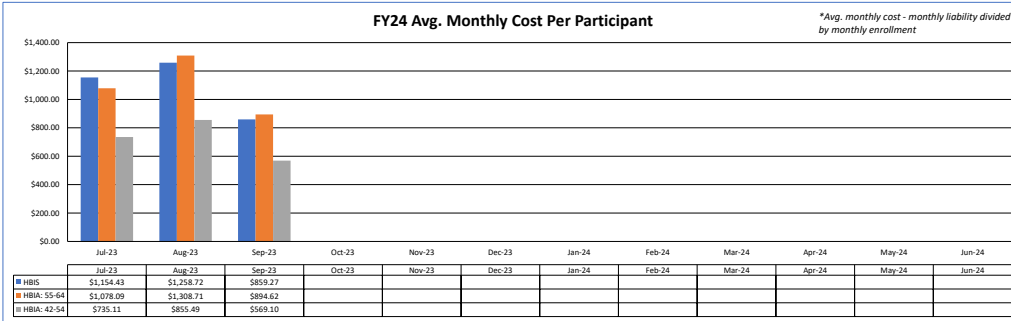 FY24 Avg. Monthly Cost Per Participant
*Avg. monthly cost - monthly liability divided
by monthly enrollment
$1,400.00
$1,200.00
$1,000.00
$800.00
$600.00
$400.00
$200.00
$0.00
Jul-23 Aug-23 Sep-23 Oct-23 Nov-23 Dec-23 Jan-24 Feb-24 Mar-24 Apr-24 May-24 Jun-24
Jul-23 Aug-23 Sep-23 Oct-23 Nov-23 Dec-23 Jan-24 Feb-24 Mar-24 Apr-24 May-24 Jun-24
HBIS $1,154.43 $1,258.72 $859.27
HBIA: 55-64 $1,078.09 $1,308.71 $894.62
HBIA: 42-54 $735.11 $855.49 $569.10